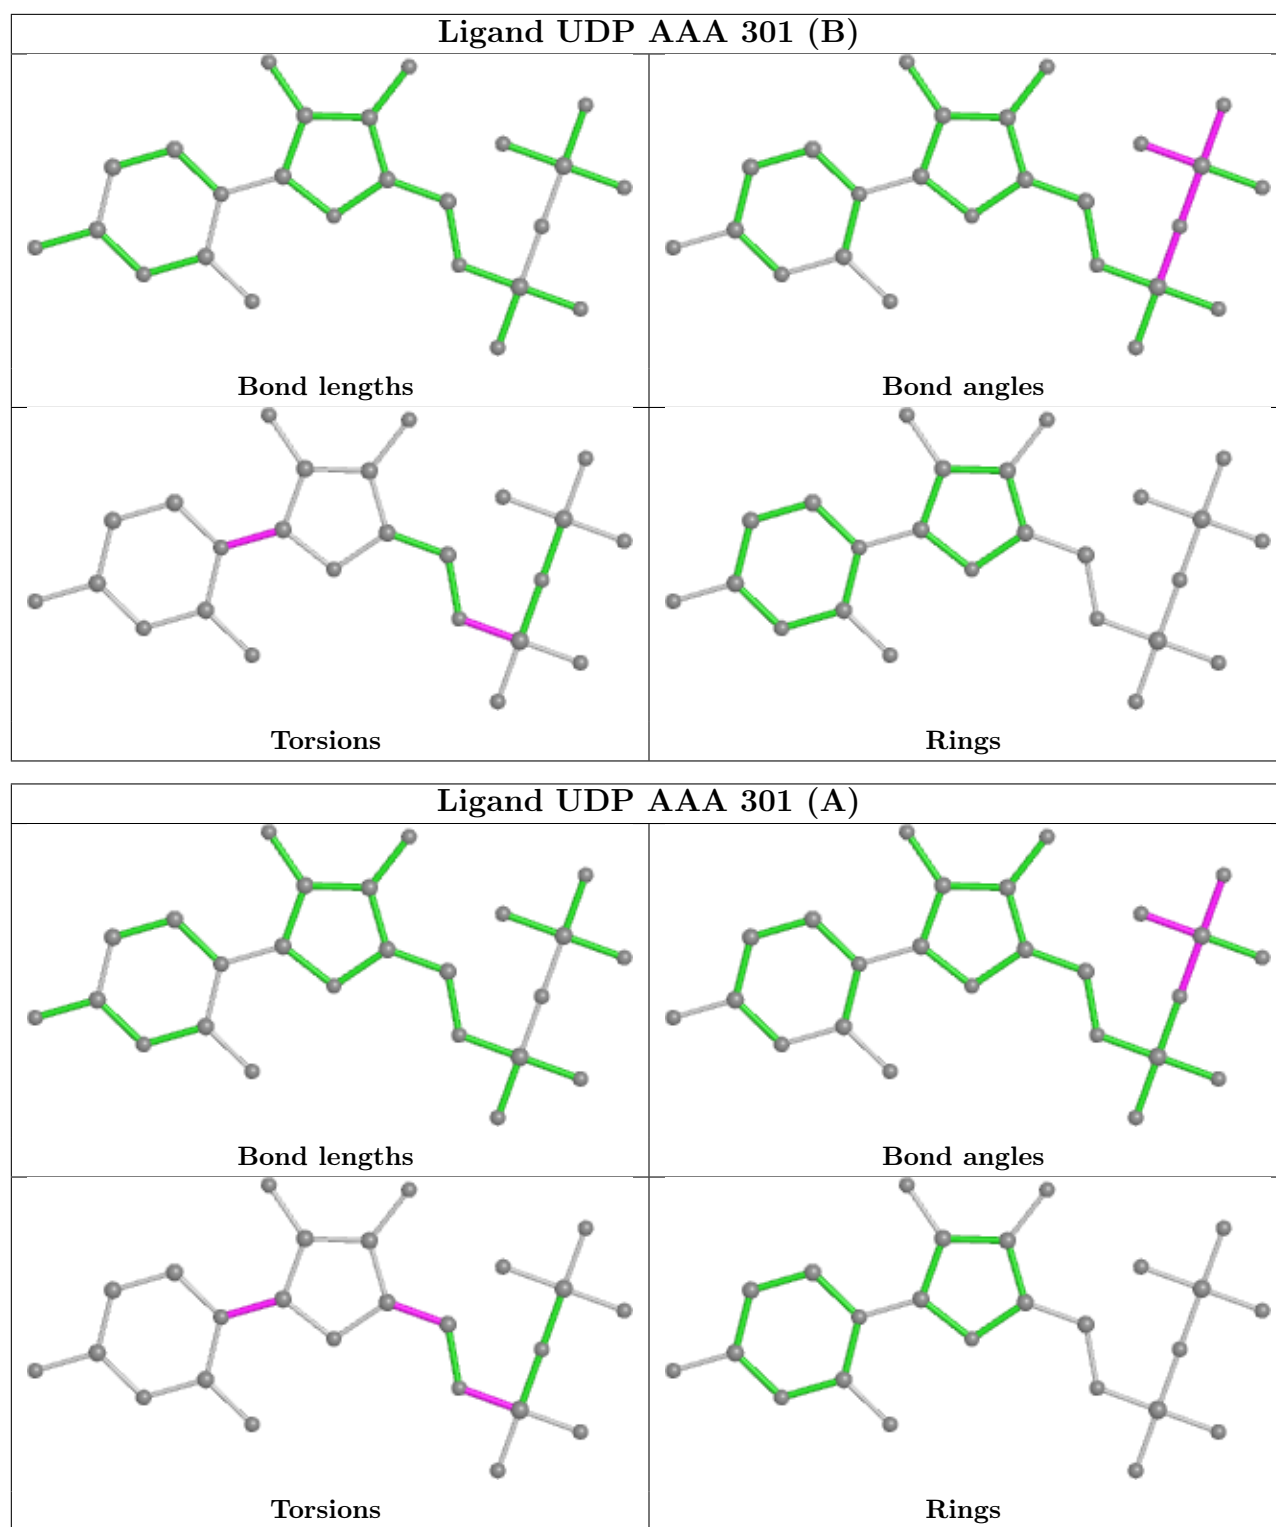 Ligand UDP AAA 301 (B)
Bond lengths
Bond angles
Torsions
Rings
Ligand UDP AAA 301 (A)
Bond lengths
Bond angles
Torsions
Rings